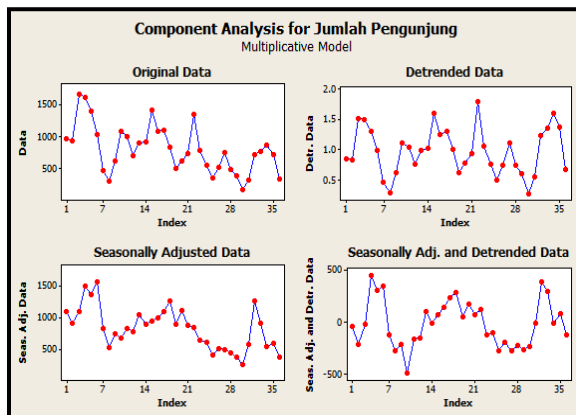 Component Analysis for Jumlah Pengunjung
Multiplicative Model
Original Data
Data
1500
1000
500
1 7 14 21 28 35
Index
Detrended Data
Detr. Data
2.0
1.5
1.0
0.5
1 7 14 21 28 35
Index
Seasonally Adjusted Data
Seas. Adj. Data
1500
1000
500
1 7 14 21 28 35
Index
Seasonally Adj. and Detrended Data
Seas. Adj. and Detr. Data
500
0
-500
1 7 14 21 28 35
Index